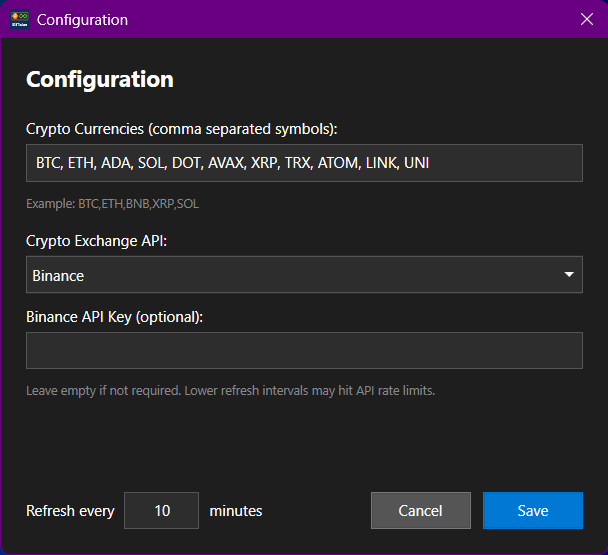 Configuration
Configuration
Crypto Currencies (comma separated symbols):
BTC, ETH, ADA, SOL, DOT, AVAX, XRP, TRX, ATOM, LINK, UNI
Example: BTC,ETH,BNB,XRP,SOL
Crypto Exchange API:
Binance
Binance API Key (optional):
Leave empty if not required. Lower refresh intervals may hit API rate limits.
Refresh every 10 minutes Cancel Save